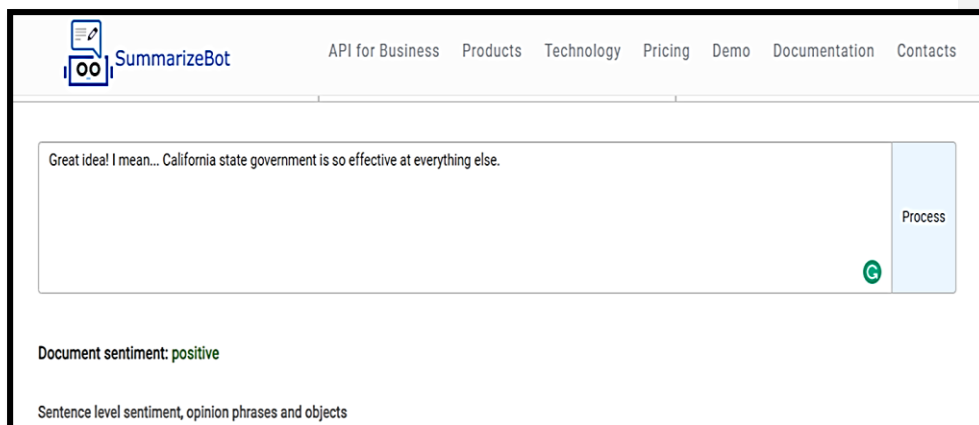 SummarizeBot
API for Business Products Technology Pricing Demo Documentation Contacts
Great idea! I mean... California state government is so effective at everything else.
Process
G
Document sentiment: positive
Sentence level sentiment, opinion phrases and objects